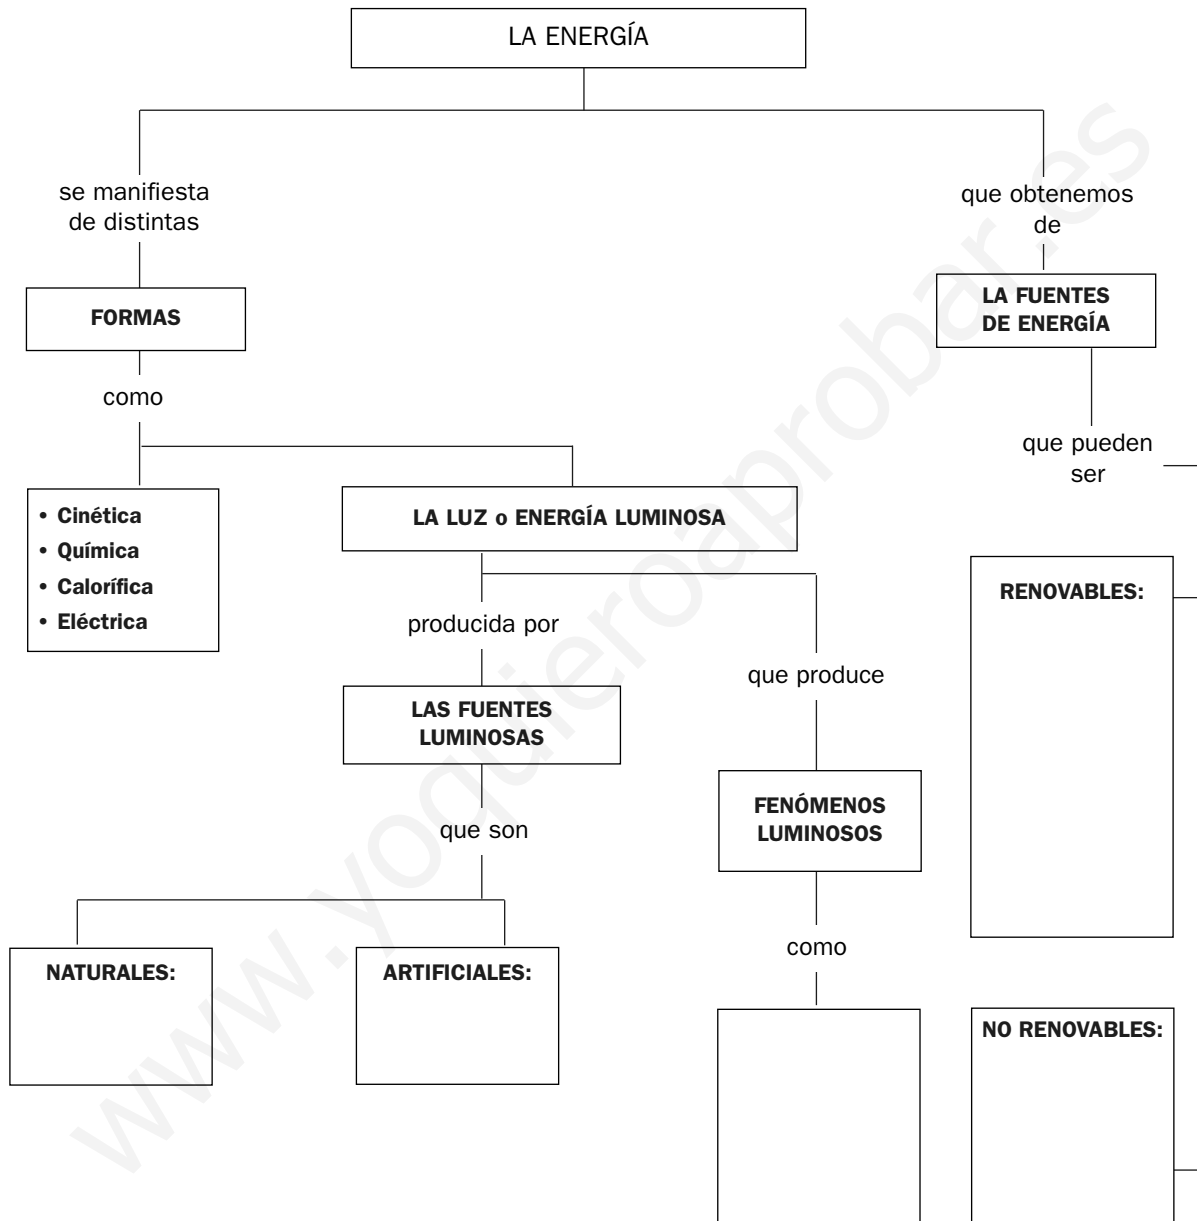 LA ENERGÍA
se manifiesta
de distintas
que obtenemos
de
FORMAS
LA FUENTES
DE ENERGÍA
como
que pueden
ser
• Cinética
• Química
• Calorífica
• Eléctrica
LA LUZ o ENERGÍA LUMINOSA
RENOVABLES:
producida por
que produce
LAS FUENTES
LUMINOSAS
FENÓMENOS
LUMINOSOS
que son
como
NATURALES:
ARTIFICIALES:
NO RENOVABLES:
www.yoquieroaprobar.es